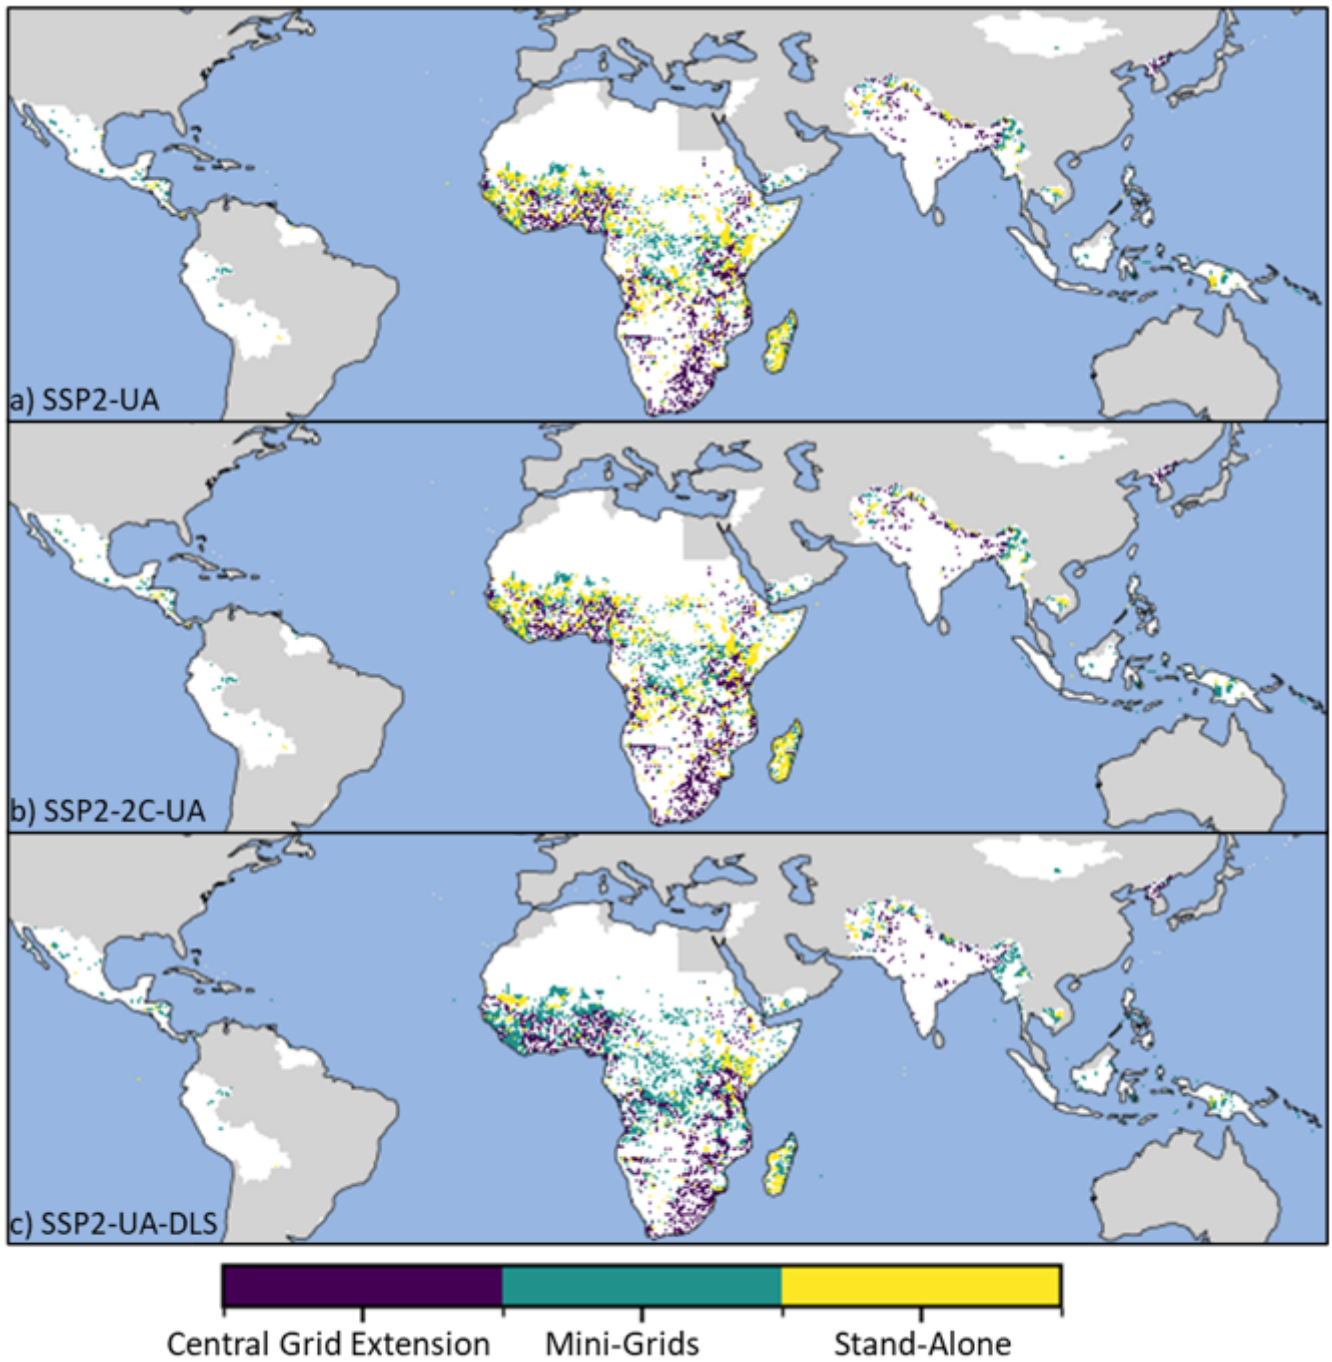 a) SSP2-UA
b) SSP2-2C-UA
c) SSP2-UA-DLS
Central Grid Extension Mini-Grids Stand-Alone